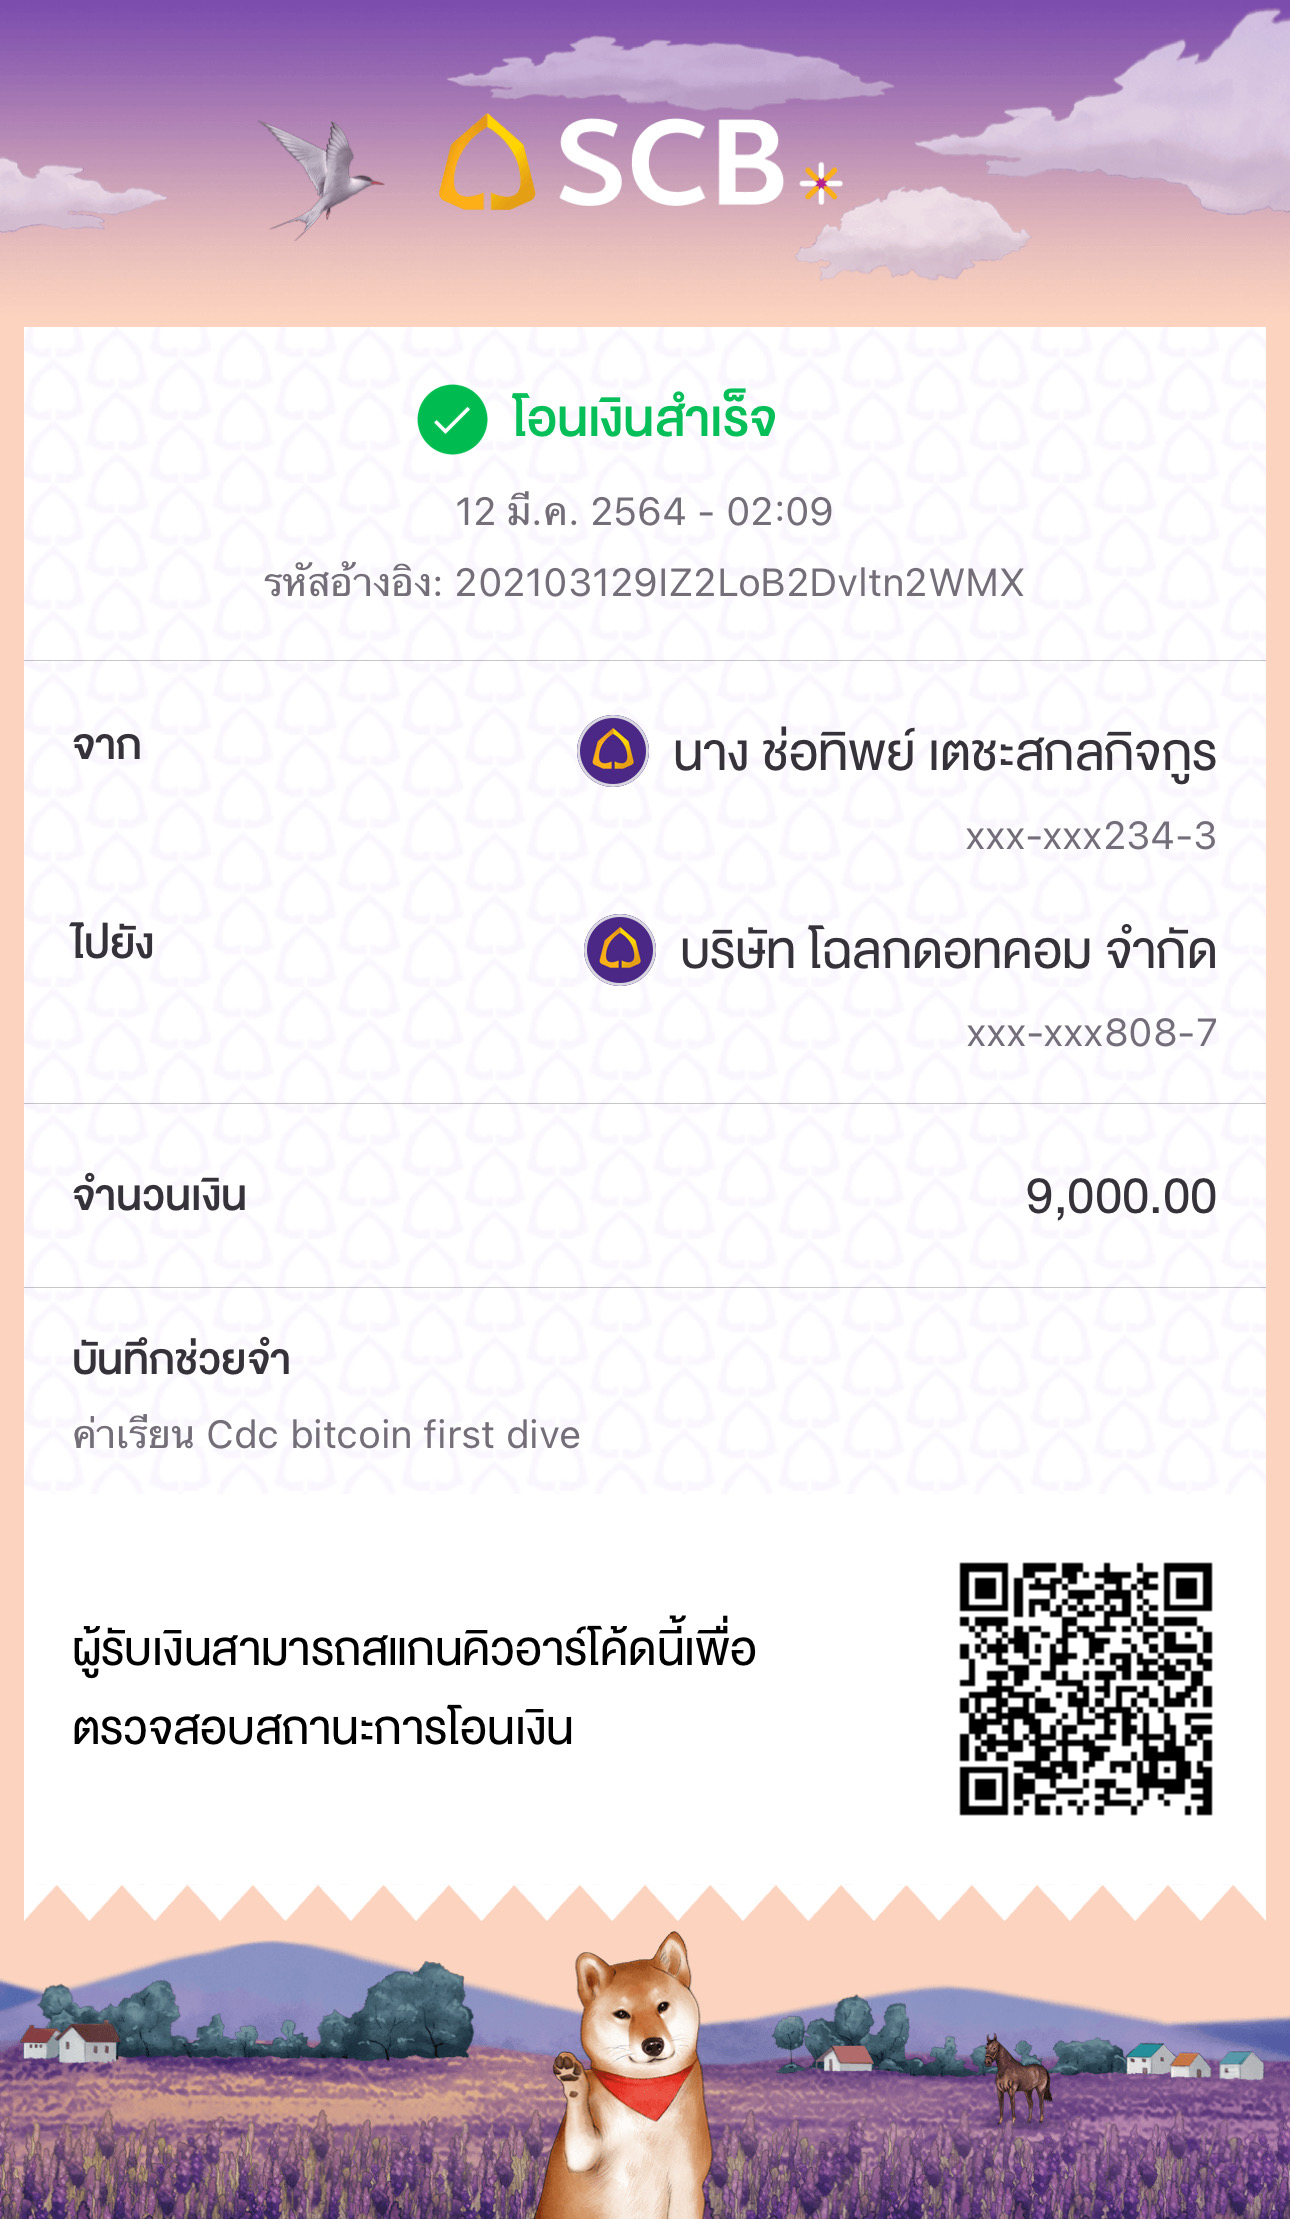 SCB
โอนเงินสำเร็จ
12 มี.ค. 2564 - 02:09
รหัสอ้างอิง: 202103129IZ2LoB2Dvltn2WMX
จาก
นาง ช่อทิพย์ เตชะสกลกิจกูร
xxx-xxx234-3
ไปยัง
บริษัท โฉลกดอทคอม จำกัด
xxx-xxx808-7
จำนวนเงิน
9,000.00
บันทึกช่วยจำ
ค่าเรียน Cdc bitcoin first dive
ผู้รับเงินสามารถสแกนคิวอาร์โค้ดนี้เพื่อ
ตรวจสอบสถานะการโอนเงิน